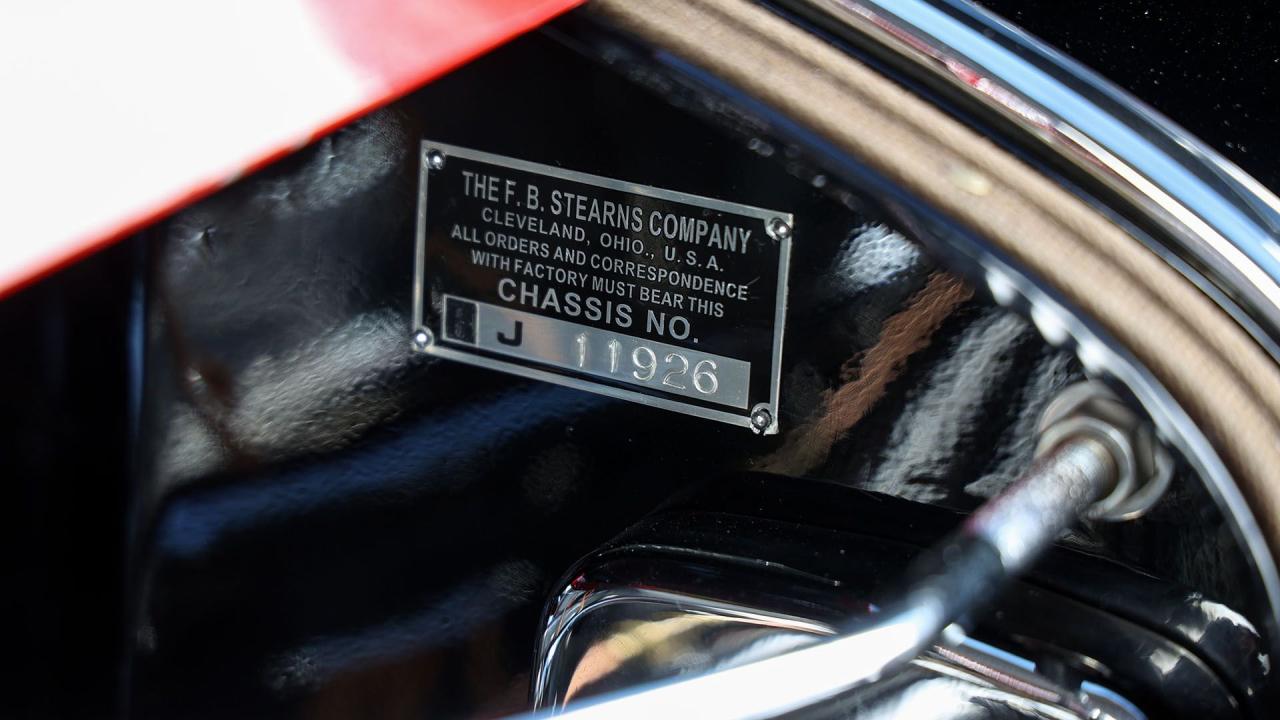 THE F. B. STEARNS COMPANY
CLEVELAND, OHIO., U. S. A.
ALL ORDERS AND CORRESPONDENCE
WITH FACTORY MUST BEAR THIS
CHASSIS NO.
J 11926